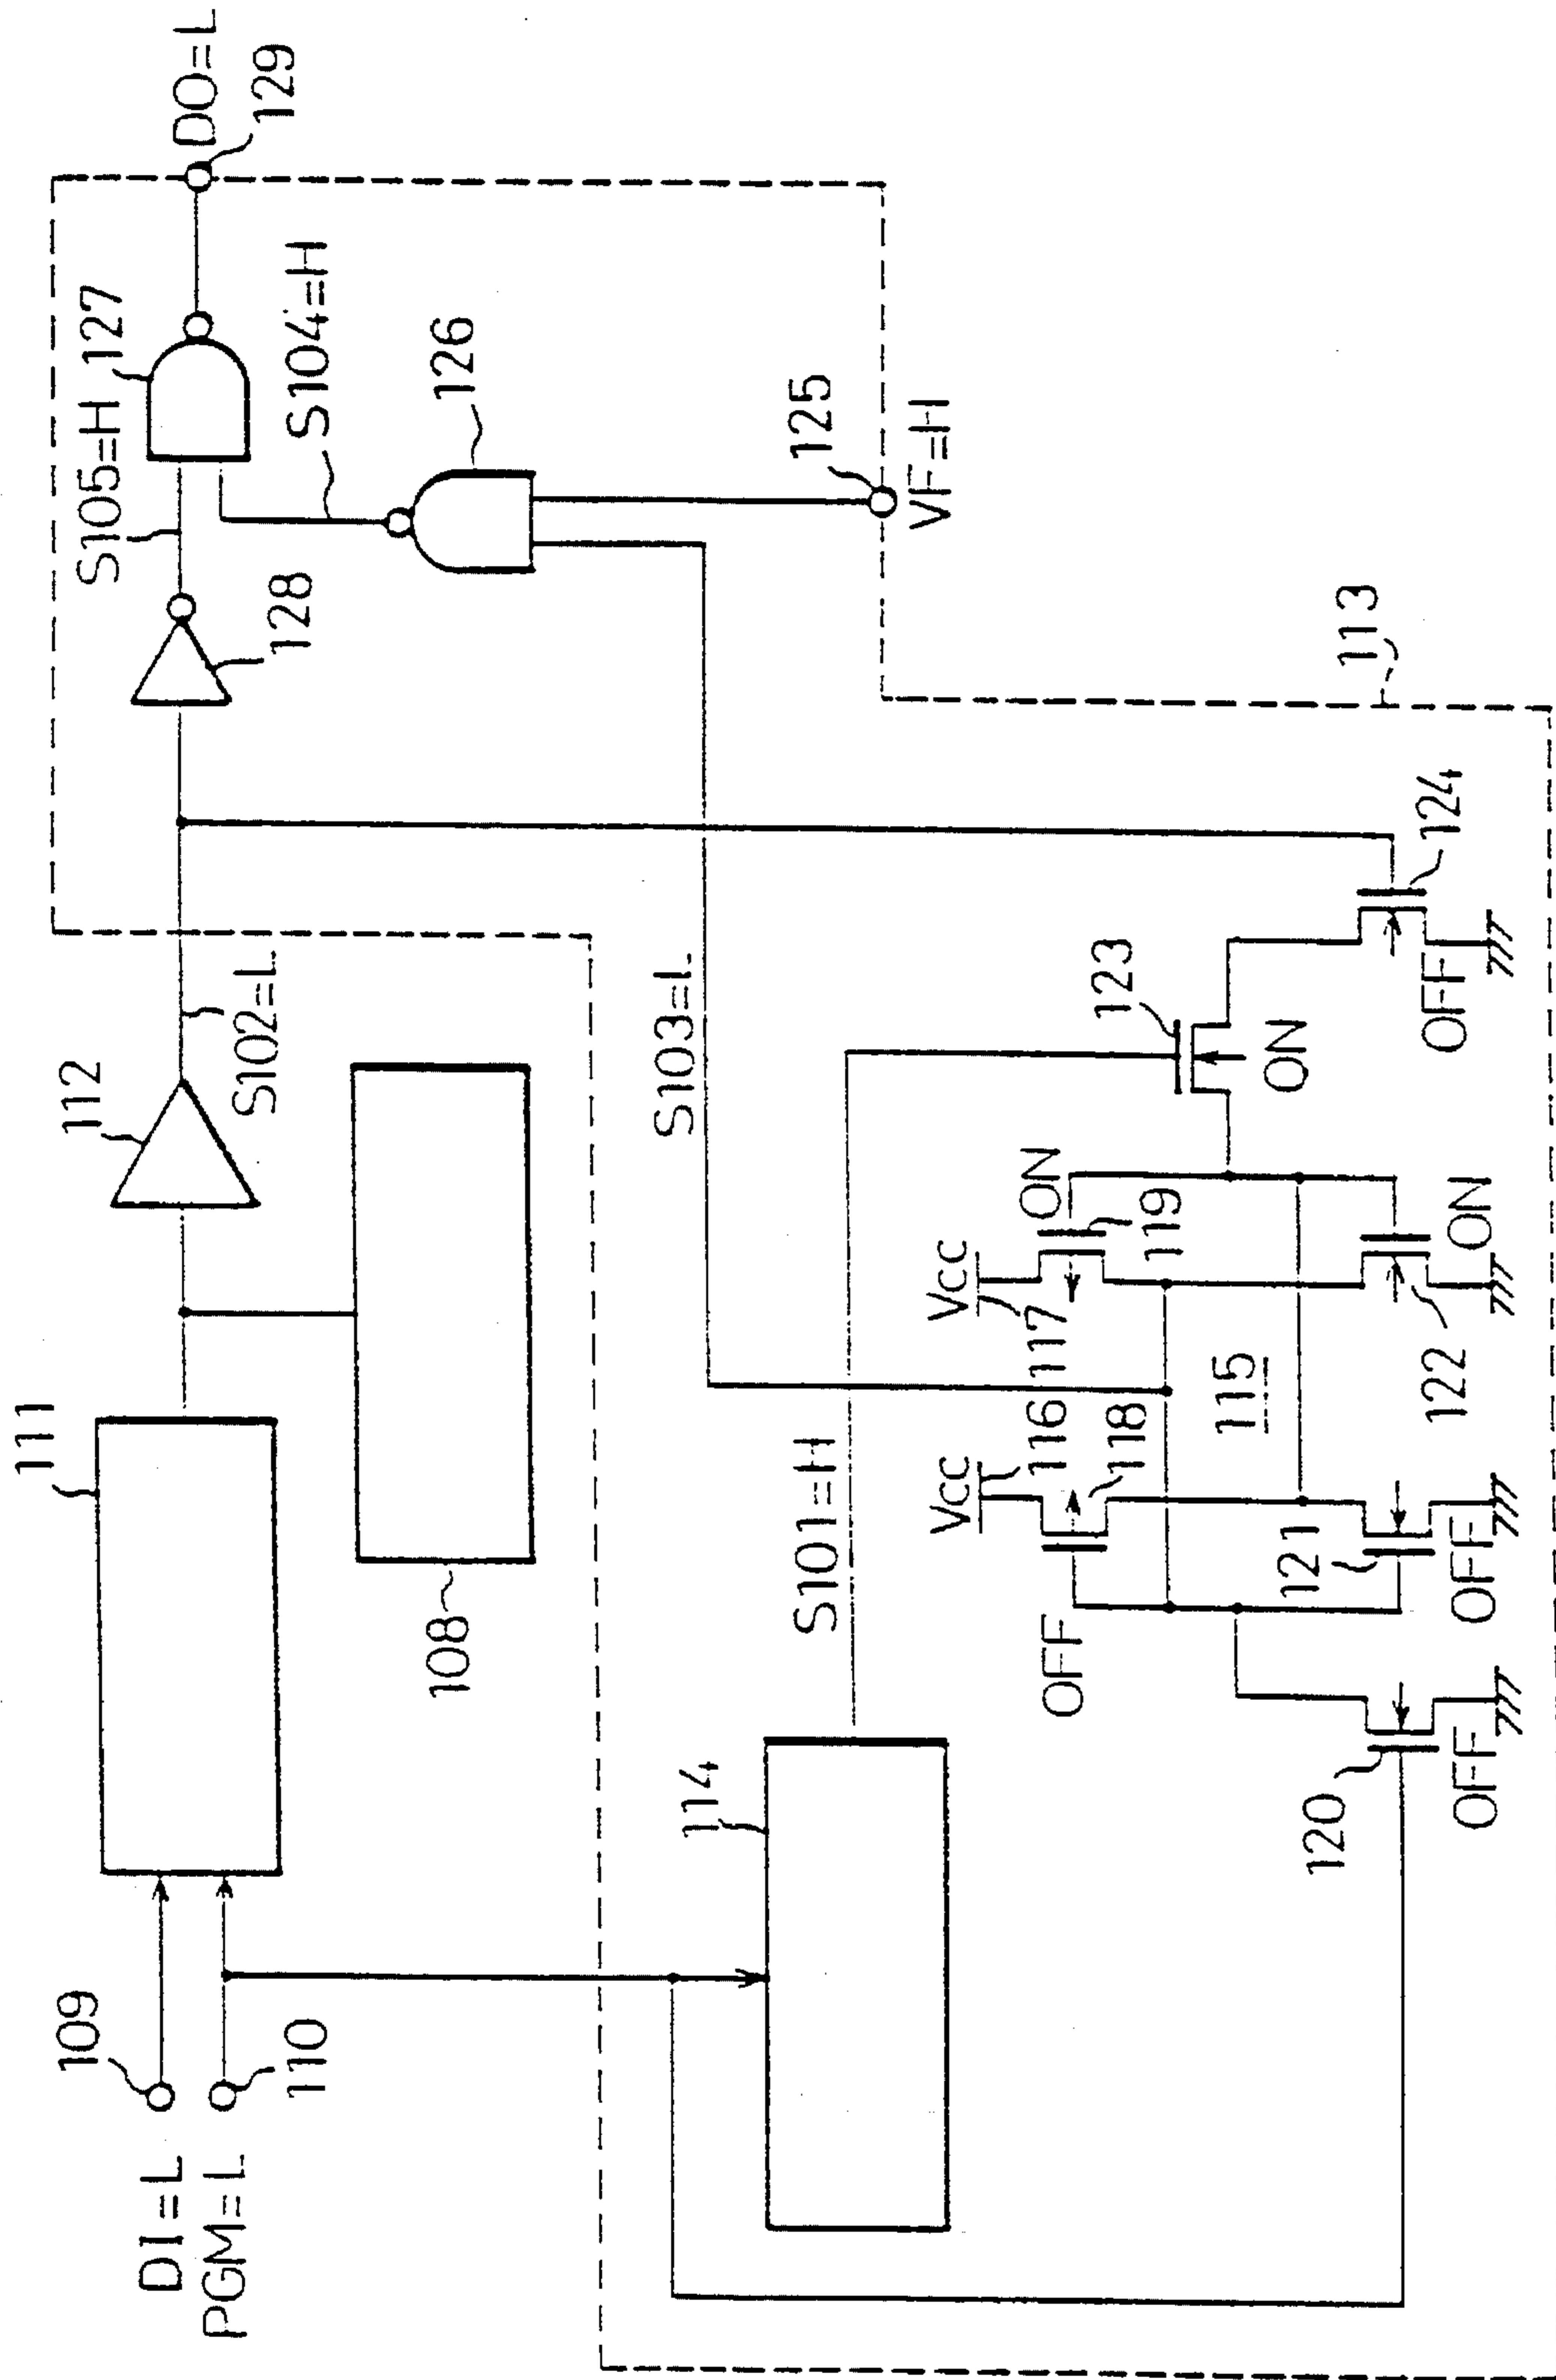 DI=L
109
PGM=L
110
111
108
112
S102=L
128
S105=H
127
S104=H
126
DO=L
129
125
VF=H
113
S103=L
S101=H
114
Vcc
116
118
OFF
Vcc
117
ON
119
115
123
ON
124
OFF
120
OFF
121
OFF
122
ON